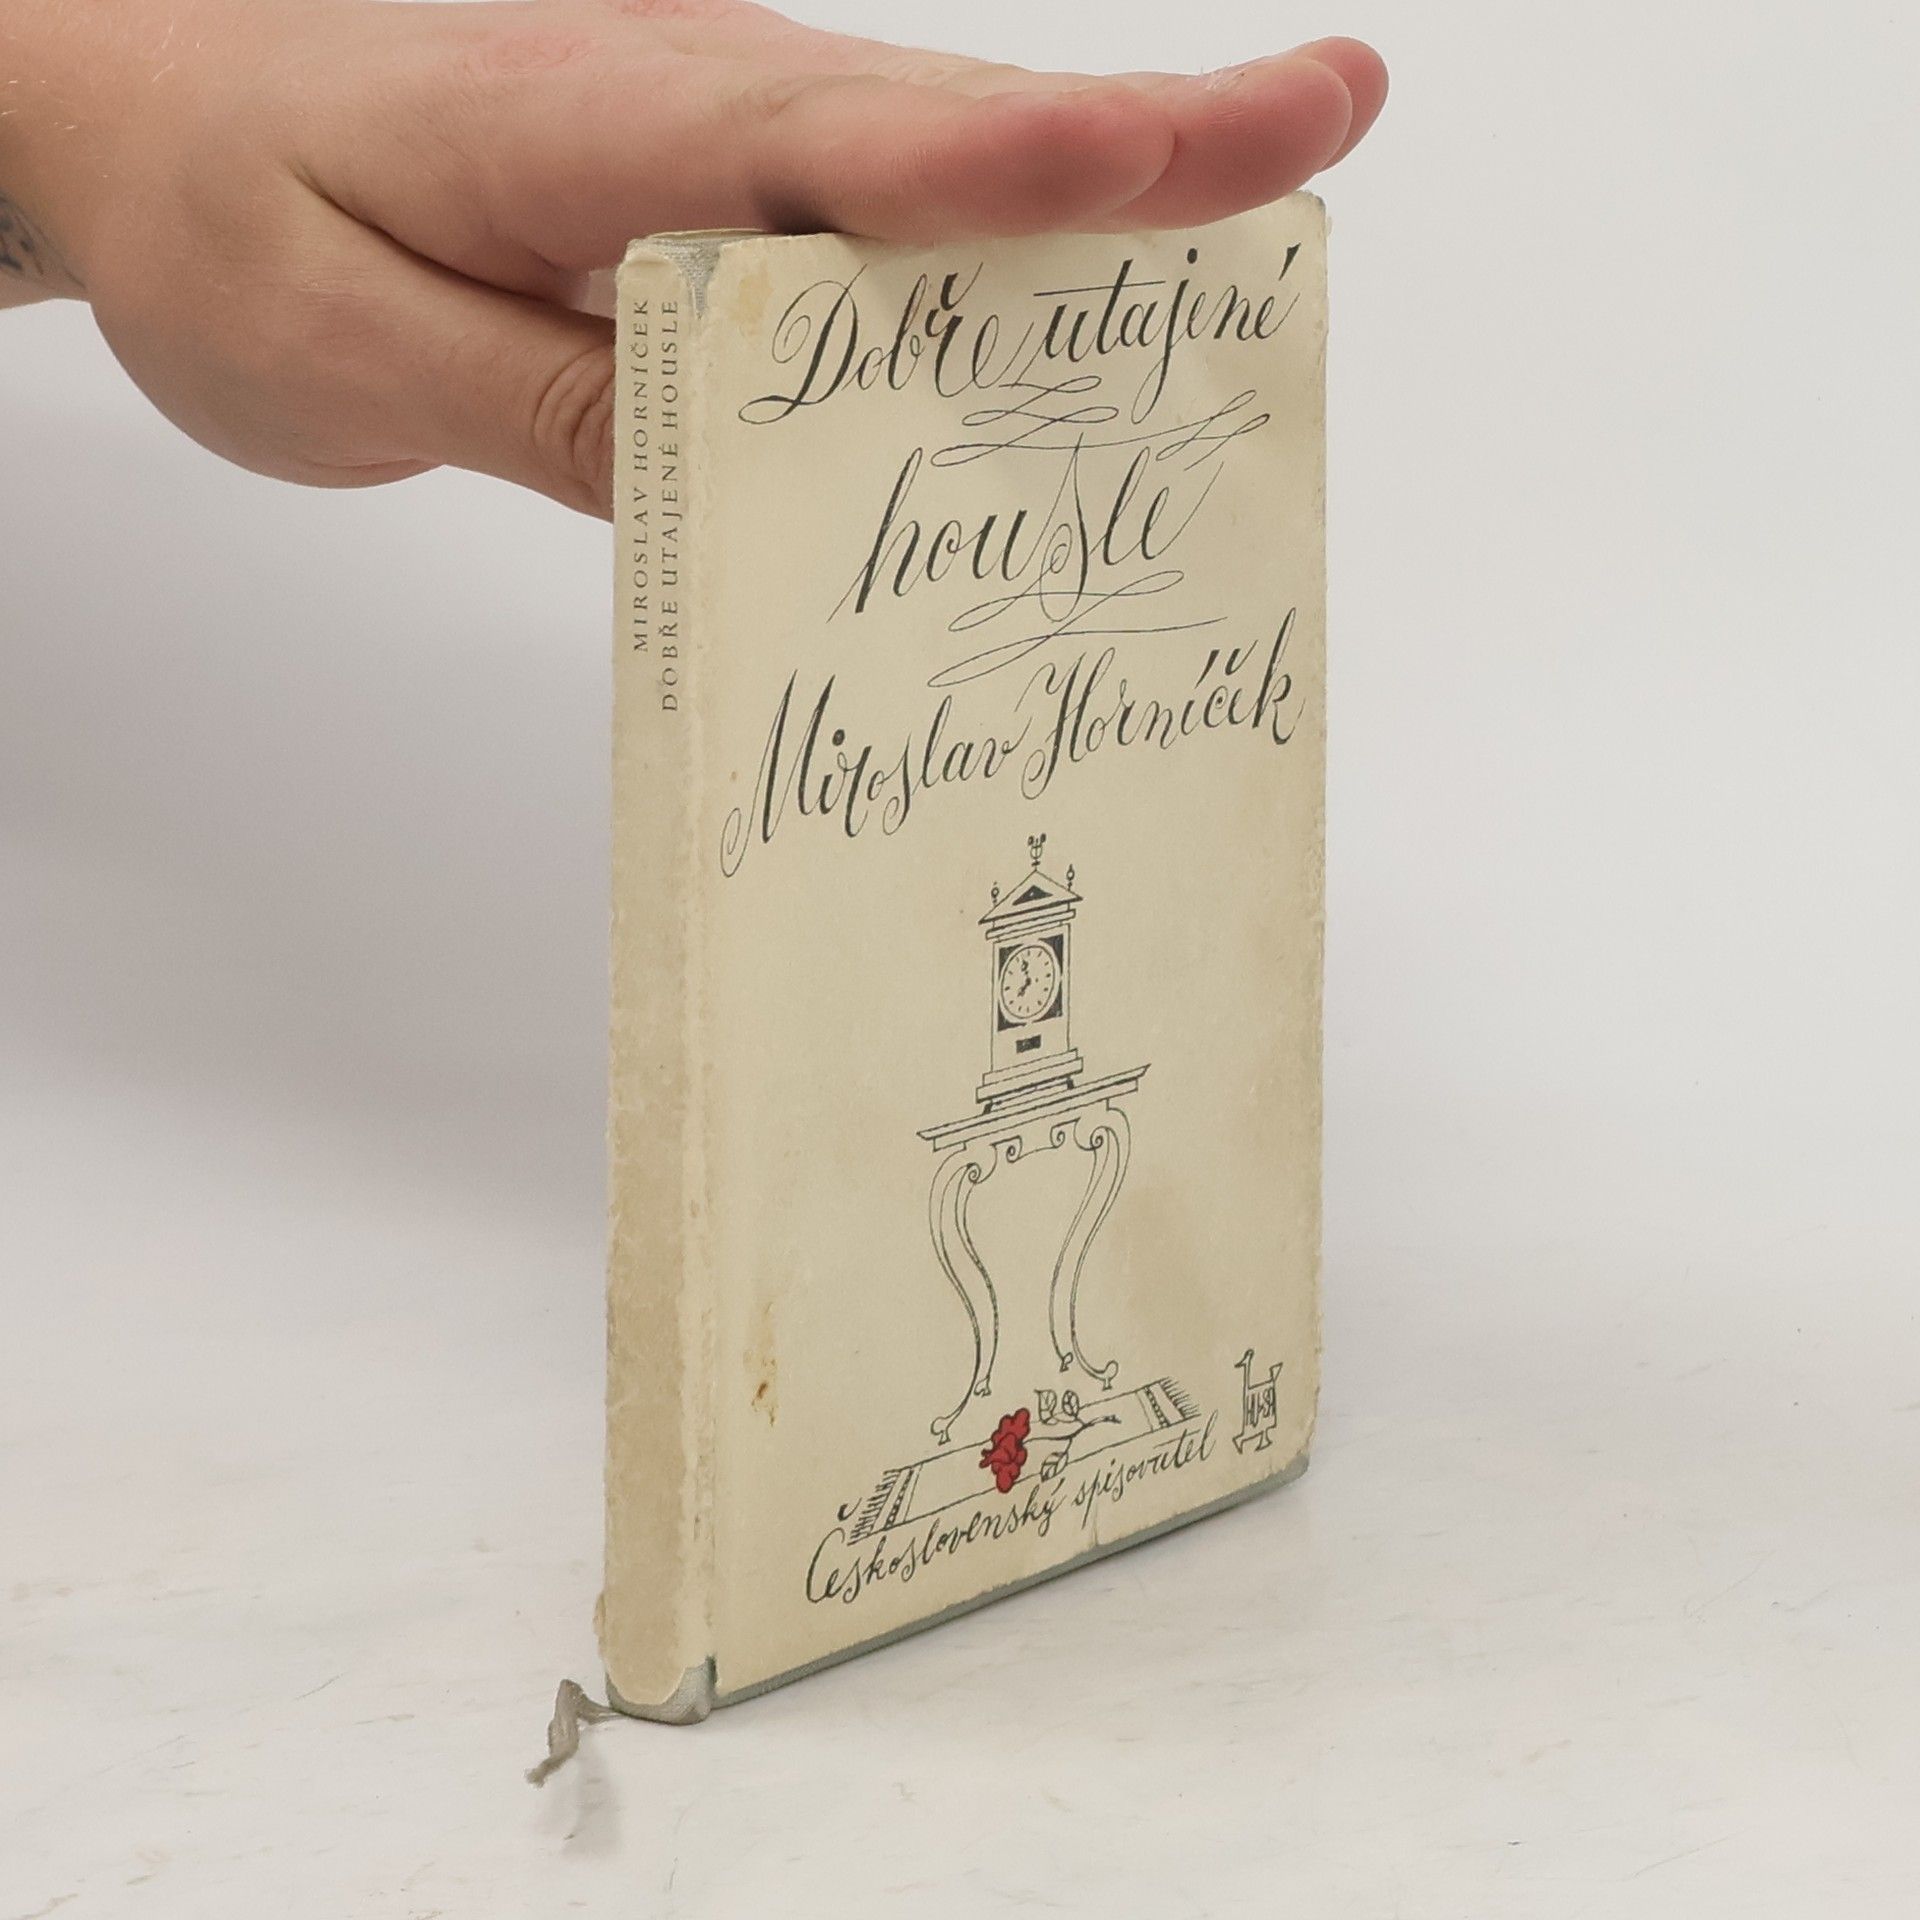 MIROSLAV HORNÍČEK
DOBŘE UTAJENÉ HOUSLE
Dobře utajené
housle
Miroslav Horníček
Československý spisovatel